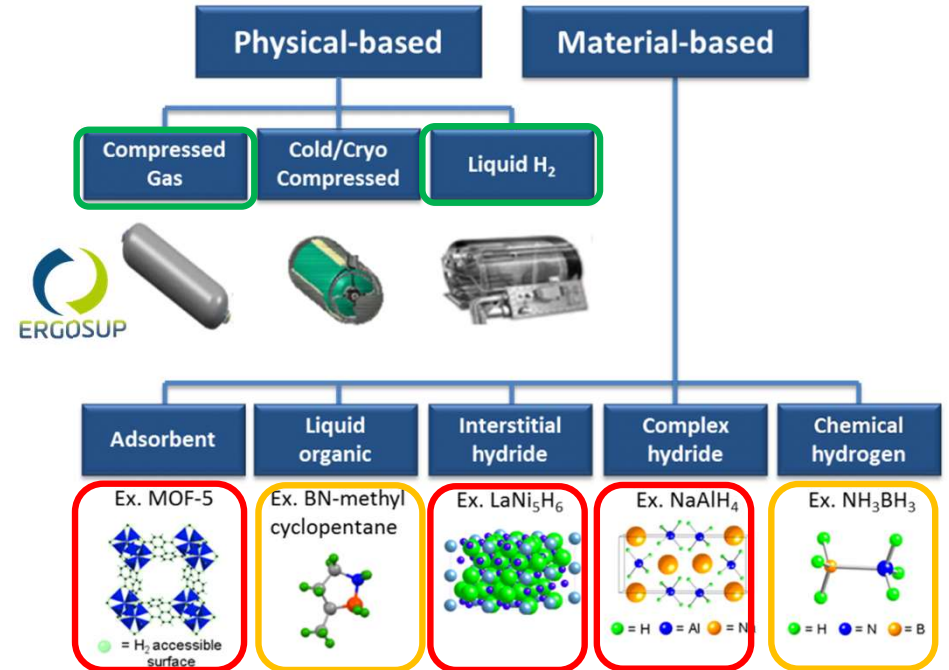 Physical-based
Material-based
Compressed
Gas
Cold/Cryo
Compressed
Liquid H₂
ERGOSUP
Adsorbent
Liquid
organic
Interstitial
hydride
Complex
hydride
Chemical
hydrogen
Ex. MOF-5
= H₂ accessible
surface
Ex. BN-methyl
cyclopentane
Ex. LaNi₅H₆
Ex. NaAlH₄
= H = Al = Na
Ex. NH₃BH₃
= H = N = B